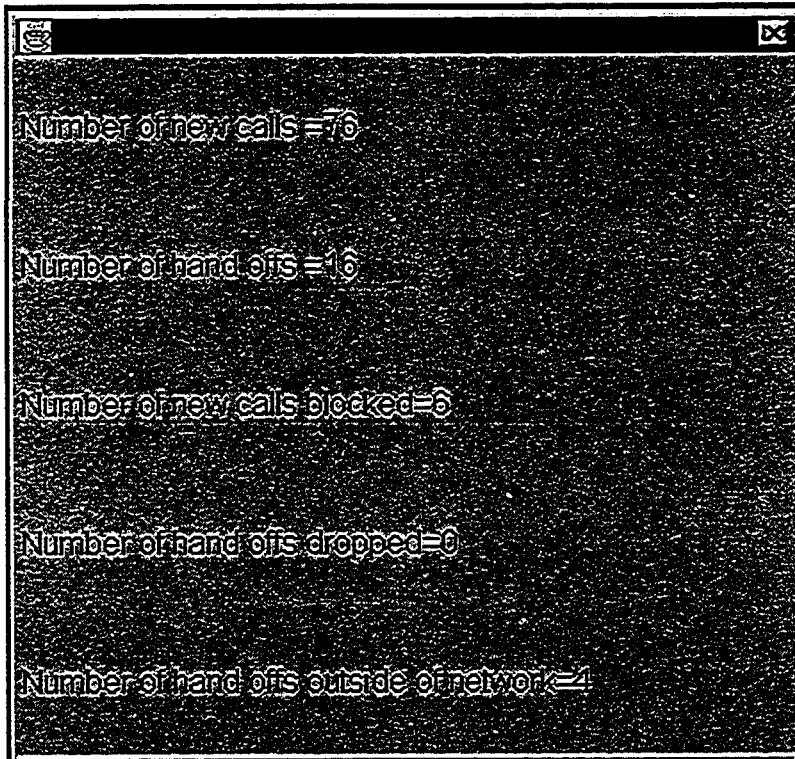 Number of new calls =76
Number of hand offs =16
Number of new calls blocked=6
Number of hand offs dropped=0
Number of hand offs outside of network=4